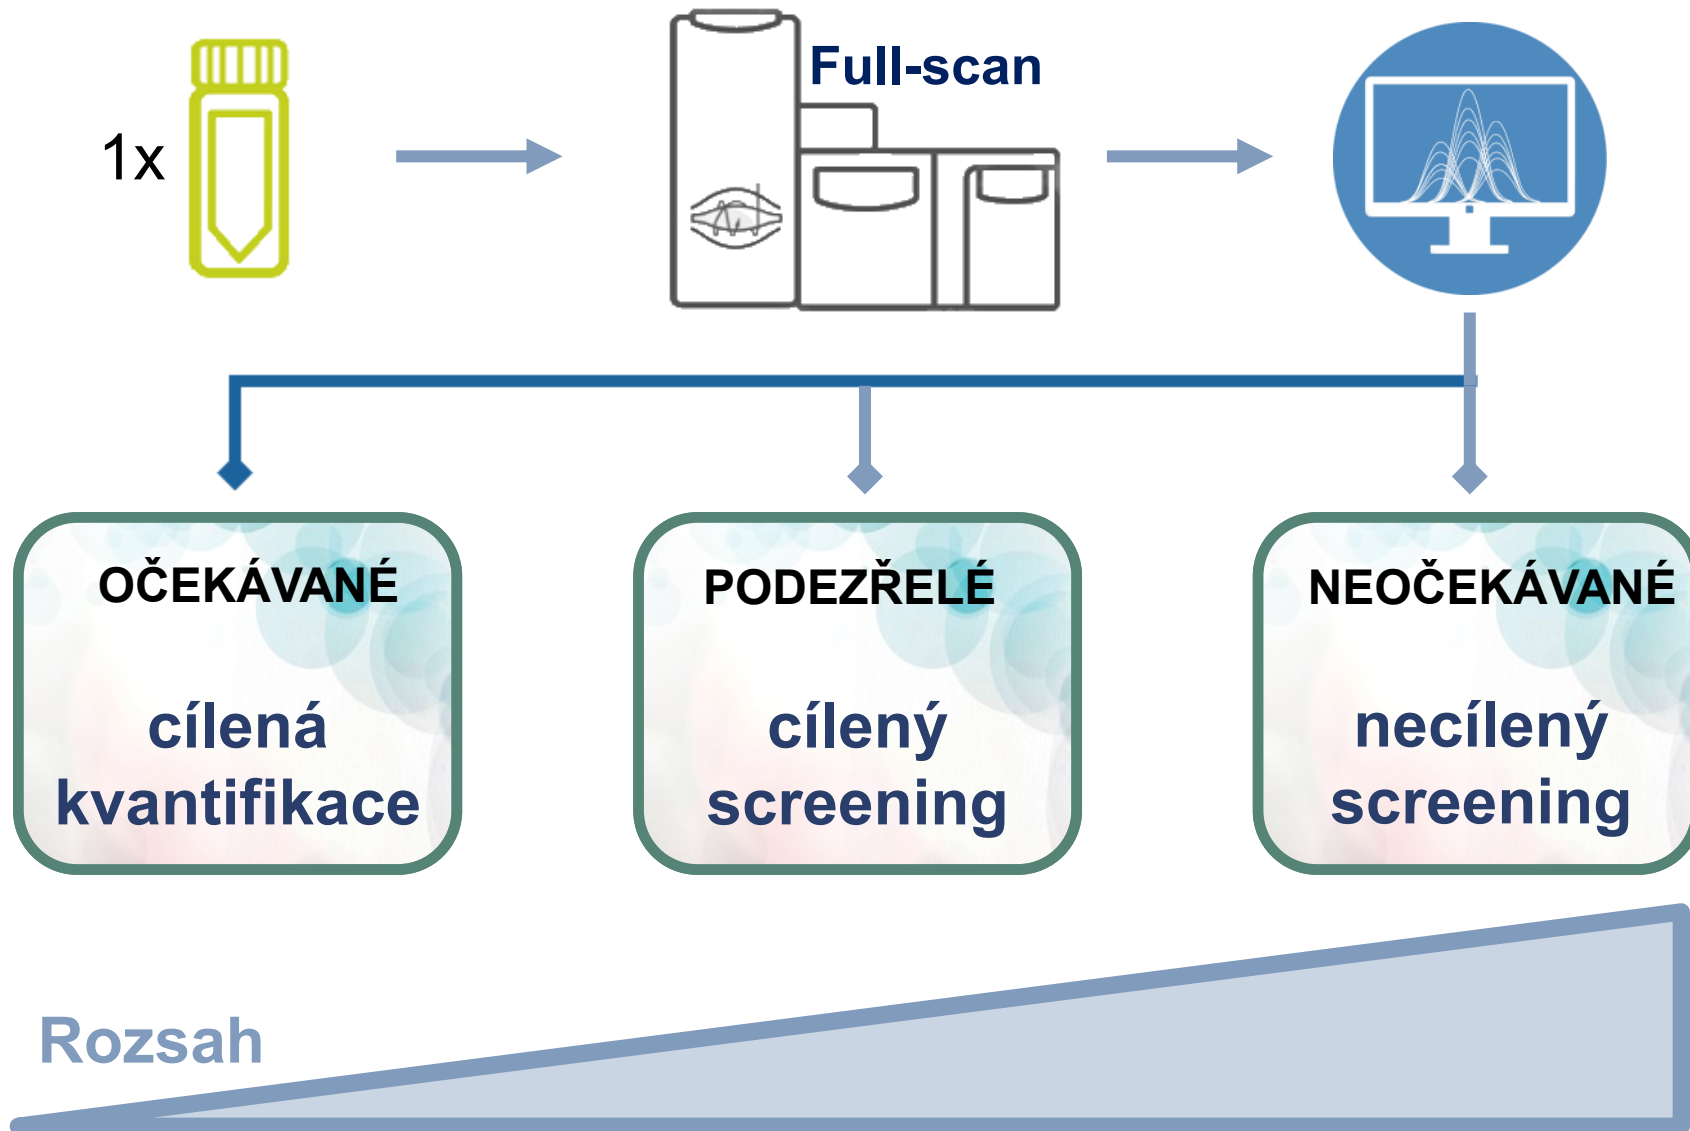 1x
Full-scan
OČEKÁVANÉ
cílená
kvantifikace
PODEZŘELÉ
cílený
screening
NEOČEKÁVANÉ
necílený
screening
Rozsah